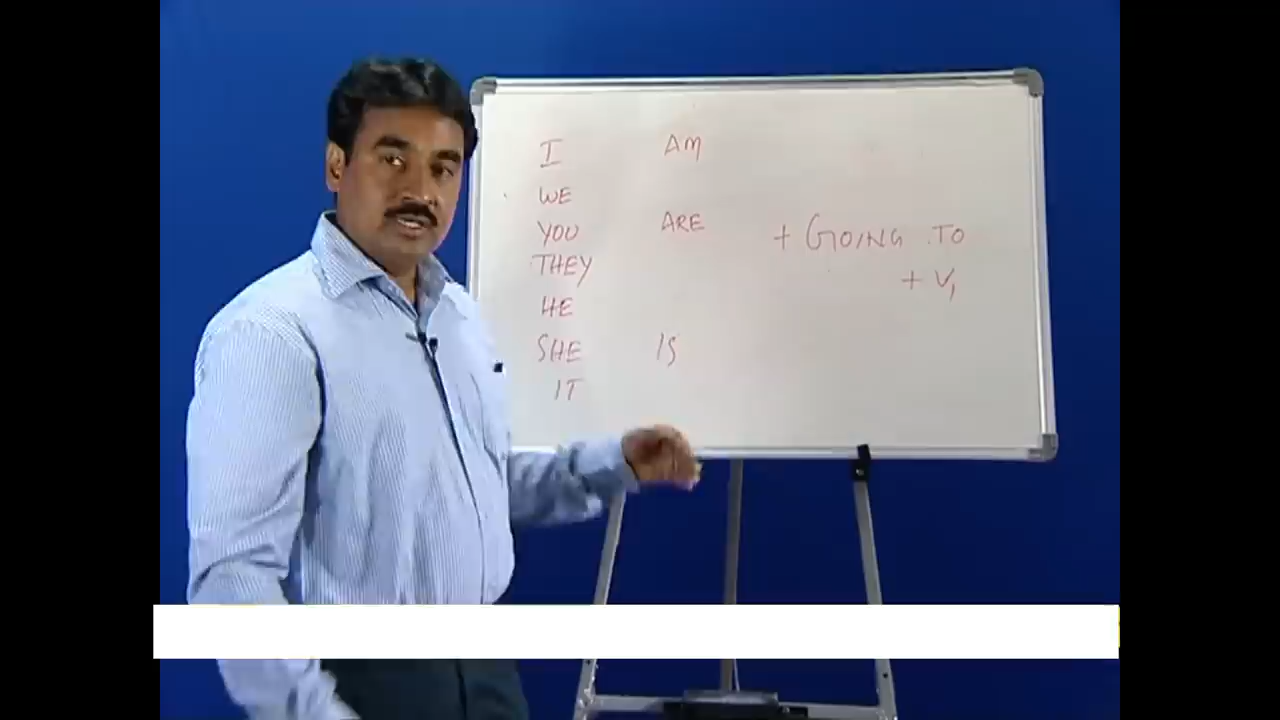 I AM
WE
YOU ARE + GOING TO
THEY
+ V1
HE
SHE IS
IT